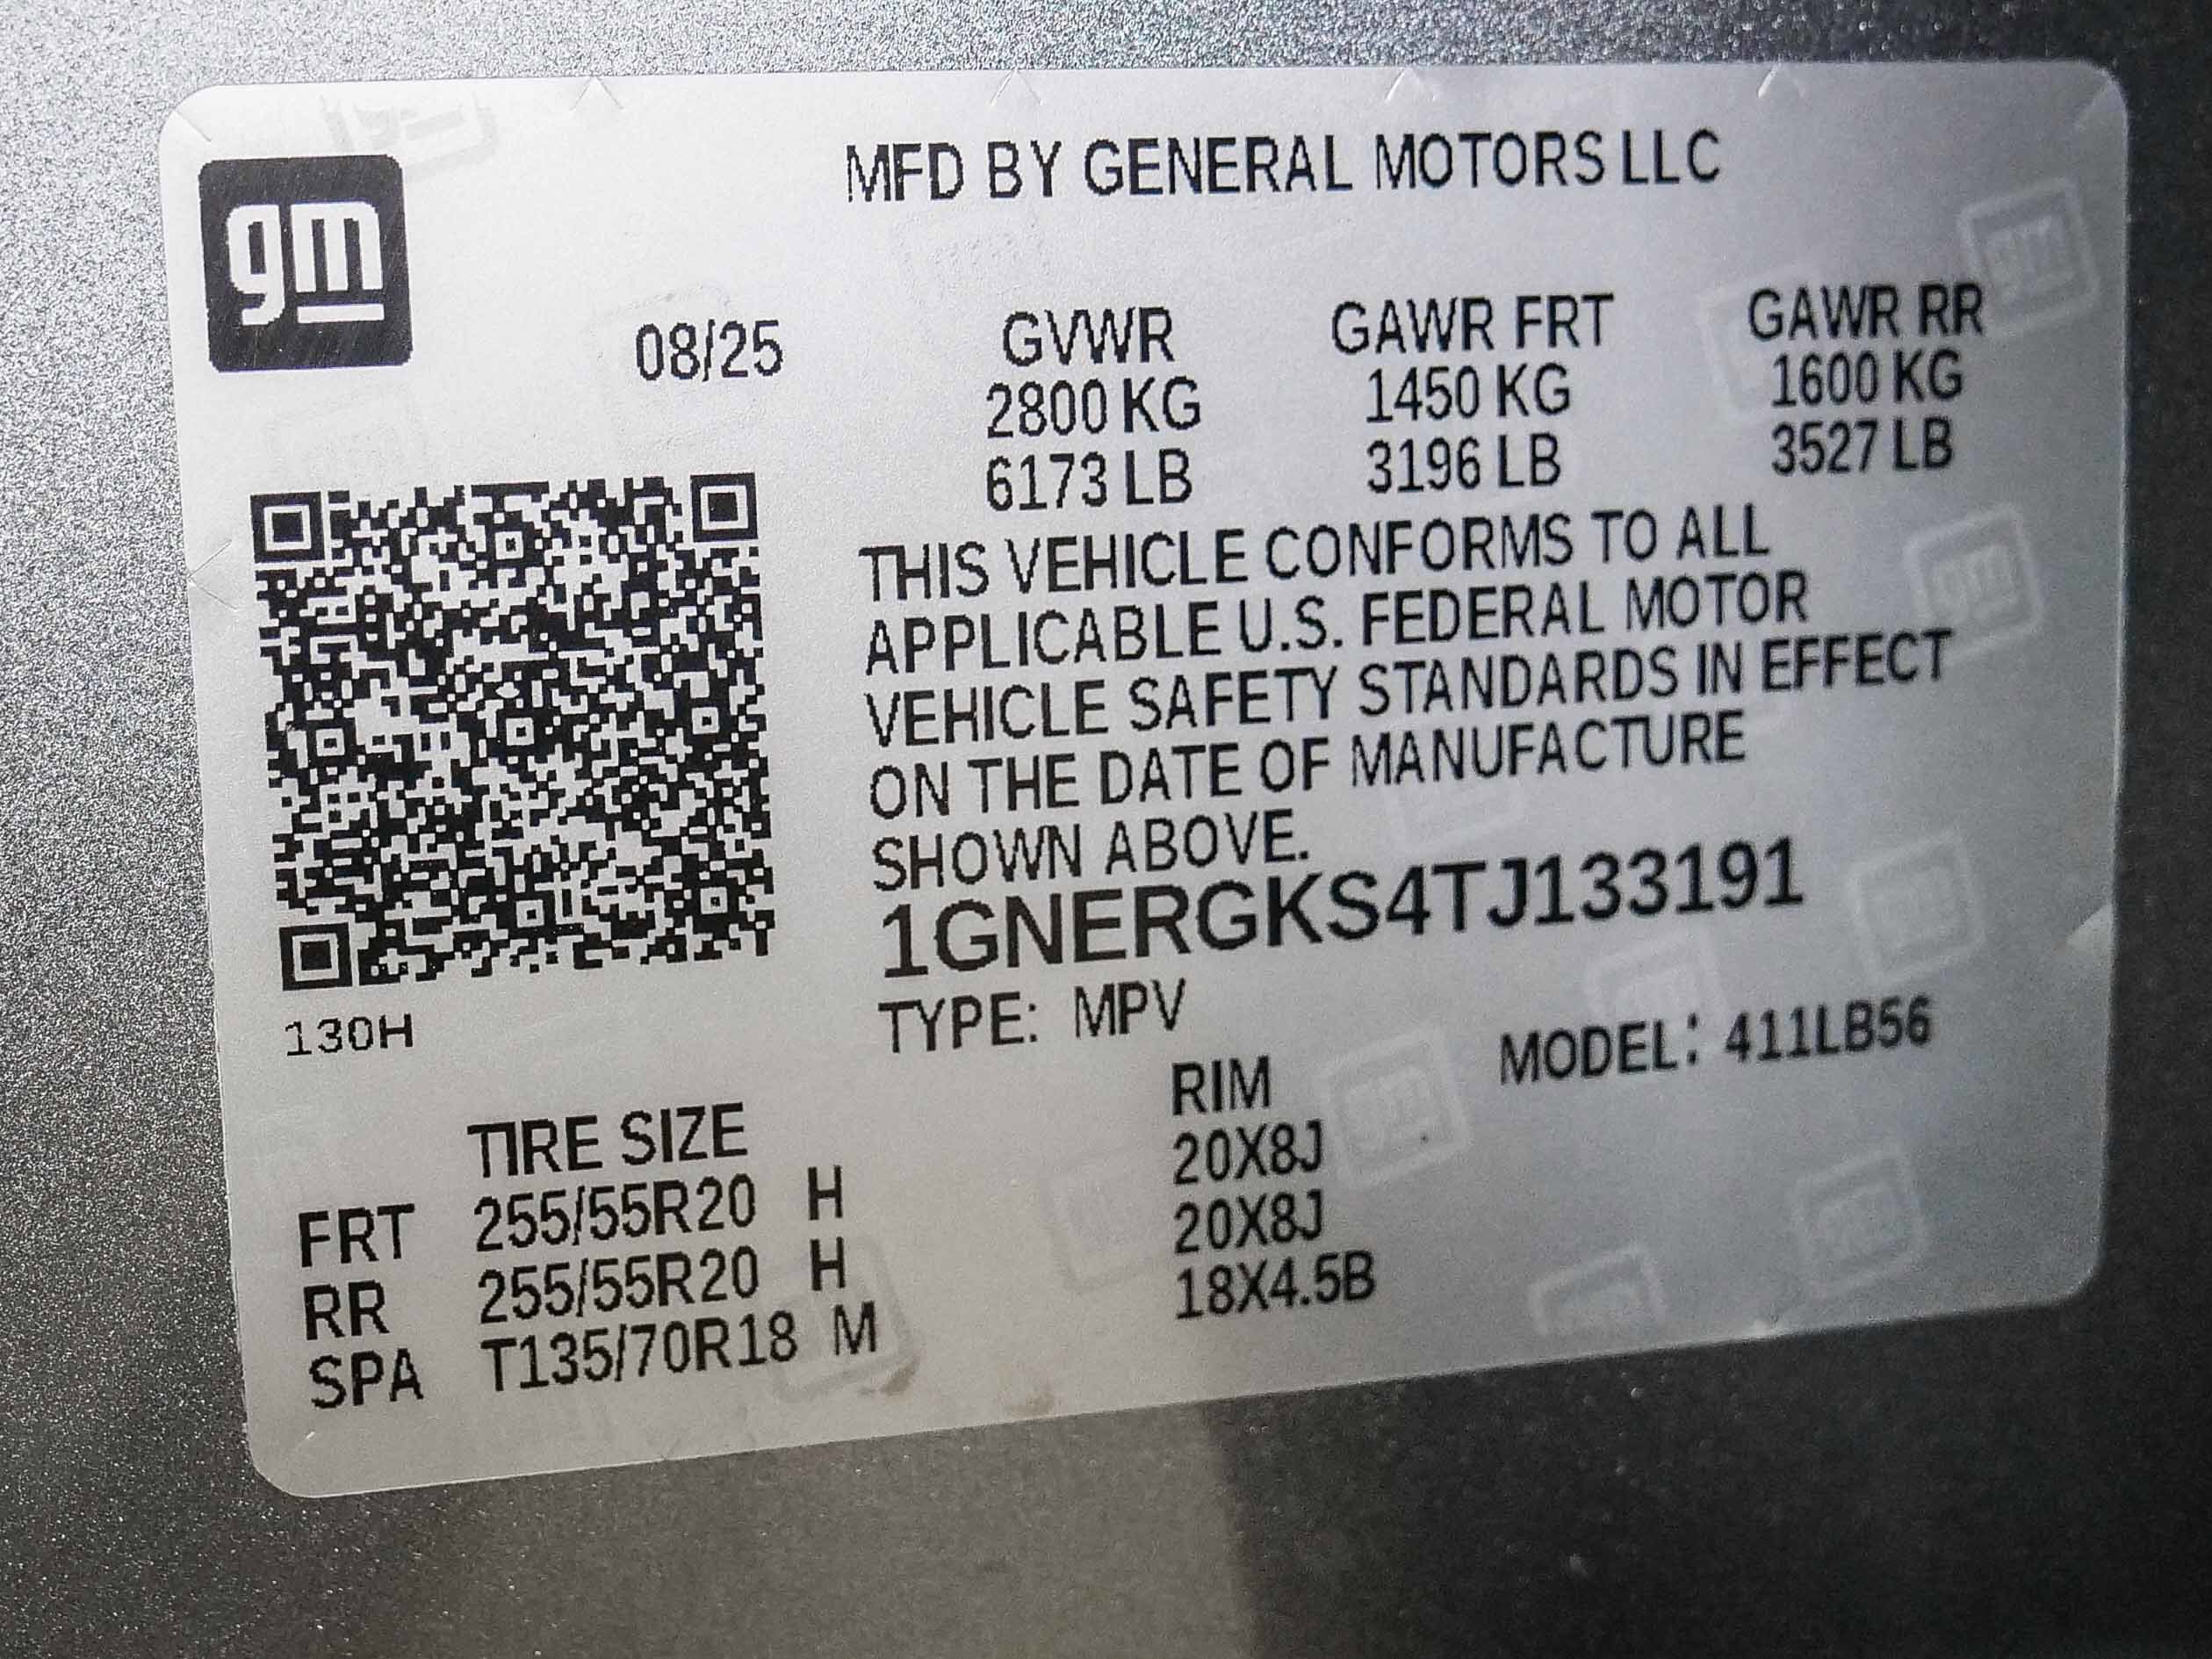 gm
MFD BY GENERAL MOTORS LLC
08/25 GVWR GAWR FRT GAWR RR
2800 KG 1450 KG 1600 KG
6173 LB 3196 LB 3527 LB
THIS VEHICLE CONFORMS TO ALL
APPLICABLE U.S. FEDERAL MOTOR
VEHICLE SAFETY STANDARDS IN EFFECT
ON THE DATE OF MANUFACTURE
SHOWN ABOVE.
1GNERGKS4TJ133191
130H
TYPE: MPV MODEL: 411LB56
TIRE SIZE RIM
FRT 255/55R20 H 20X8J
RR 255/55R20 H 20X8J
SPA T135/70R18 M 18X4.5B